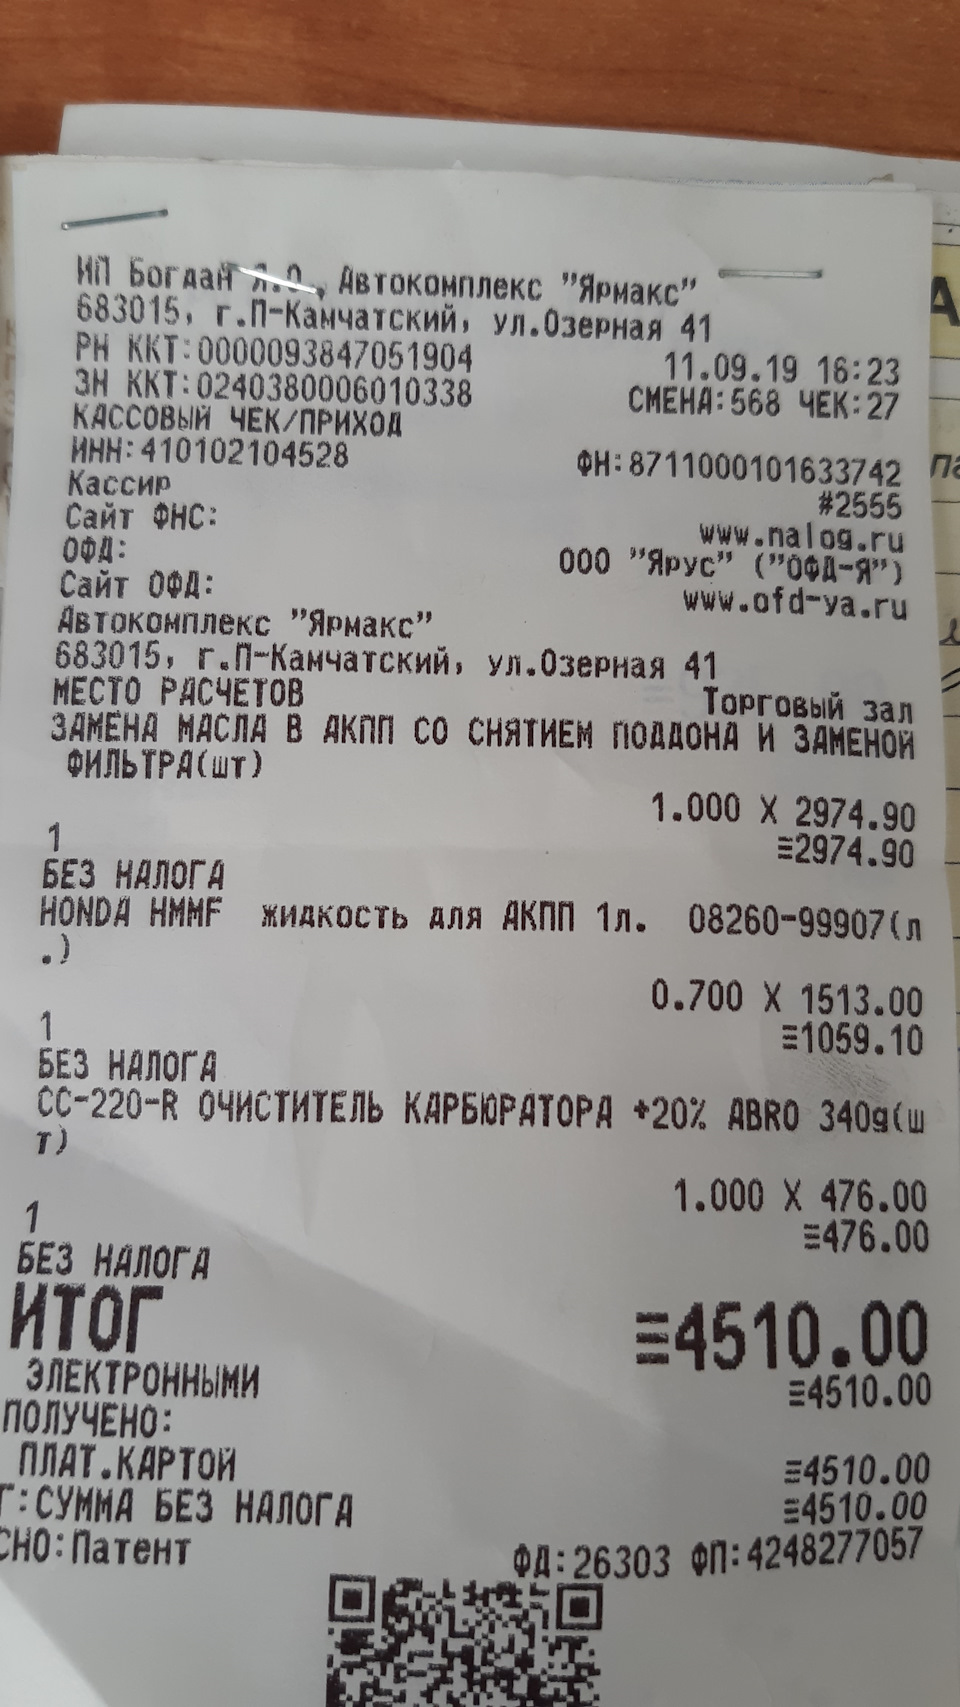 ИП Богдан Я.О., Автокомплекс "Ярмакс"
683015, г.П-Камчатский, ул.Озерная 41
РН ККТ:0000093847051904 11.09.19 16:23
ЗН ККТ:0240380006010338 СМЕНА:568 ЧЕК:27
КАССОВЫЙ ЧЕК/ПРИХОД
ИНН:410102104528 ФН:8711000101633742
Кассир #2555
Сайт ФНС: www.nalog.ru
ОФД: ООО "Ярус" ("ОФД-Я")
Сайт ОФД: www.ofd-ya.ru
Автокомплекс "Ярмакс"
683015, г.П-Камчатский, ул.Озерная 41
МЕСТО РАСЧЕТОВ Торговый зал
ЗАМЕНА МАСЛА В АКПП СО СНЯТИЕМ ПОДДОНА И ЗАМЕНОЙ
ФИЛЬТРА(шт)
1.000 X 2974.90
1 ≡2974.90
БЕЗ НАЛОГА
HONDA HMMF жидкость для АКПП 1л. 08260-99907(л
.)
0.700 X 1513.00
1 ≡1059.10
БЕЗ НАЛОГА
CC-220-R ОЧИСТИТЕЛЬ КАРБЮРАТОРА +20% ABRO 340g(ш
т)
1.000 X 476.00
1 ≡476.00
БЕЗ НАЛОГА
ИТОГ ≡4510.00
ЭЛЕКТРОННЫМИ ≡4510.00
ПОЛУЧЕНО:
ПЛАТ.КАРТОЙ ≡4510.00
Г:СУММА БЕЗ НАЛОГА ≡4510.00
СНО:Патент ФД:26303 ФП:4248277057